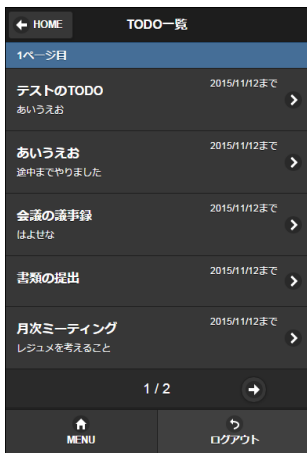 HOME
TODO一覧
1ページ目
テストのTODO
2015/11/12まで
あいうえお
あいうえお
2015/11/12まで
途中までやりました
会議の議事録
2015/11/12まで
はよせな
書類の提出
2015/11/12まで
月次ミーティング
2015/11/12まで
レジュメを考えること
1 / 2
MENU
ログアウト